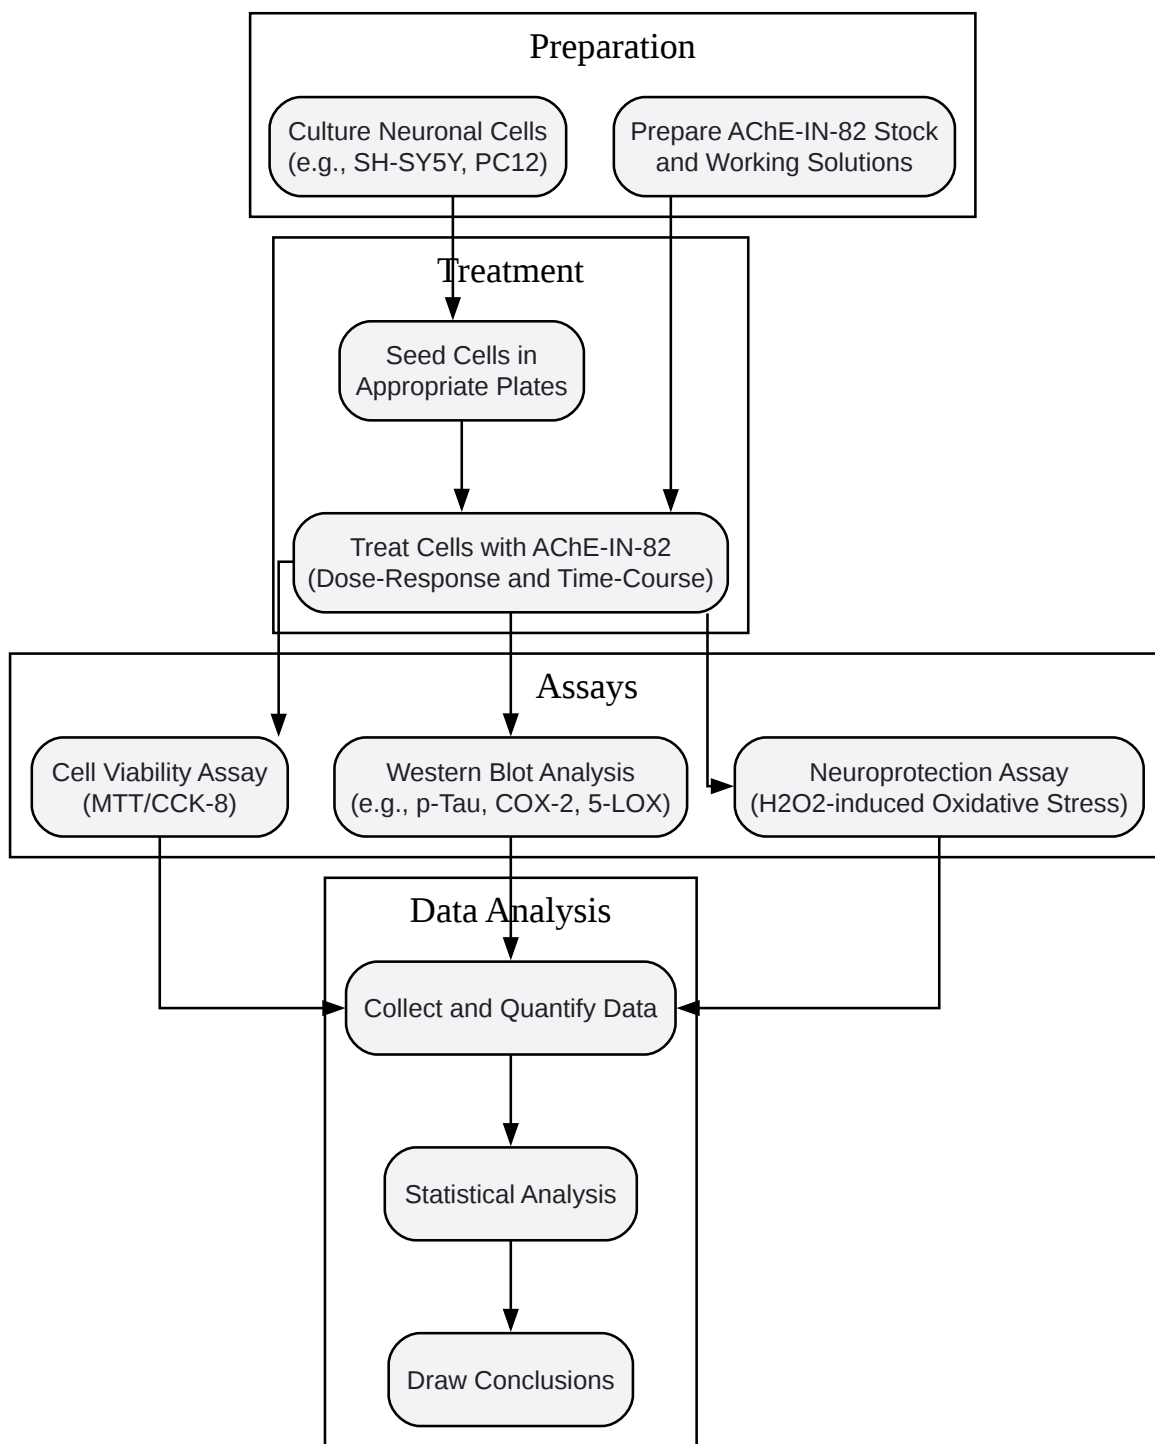 Preparation
Culture Neuronal Cells
(e.g., SH-SY5Y, PC12)
Prepare AChE-IN-82 Stock
and Working Solutions
Treatment
Seed Cells in
Appropriate Plates
Treat Cells with AChE-IN-82
(Dose-Response and Time-Course)
Assays
Cell Viability Assay
(MTT/CCK-8)
Western Blot Analysis
(e.g., p-Tau, COX-2, 5-LOX)
Neuroprotection Assay
(H2O2-induced Oxidative Stress)
Data Analysis
Collect and Quantify Data
Statistical Analysis
Draw Conclusions